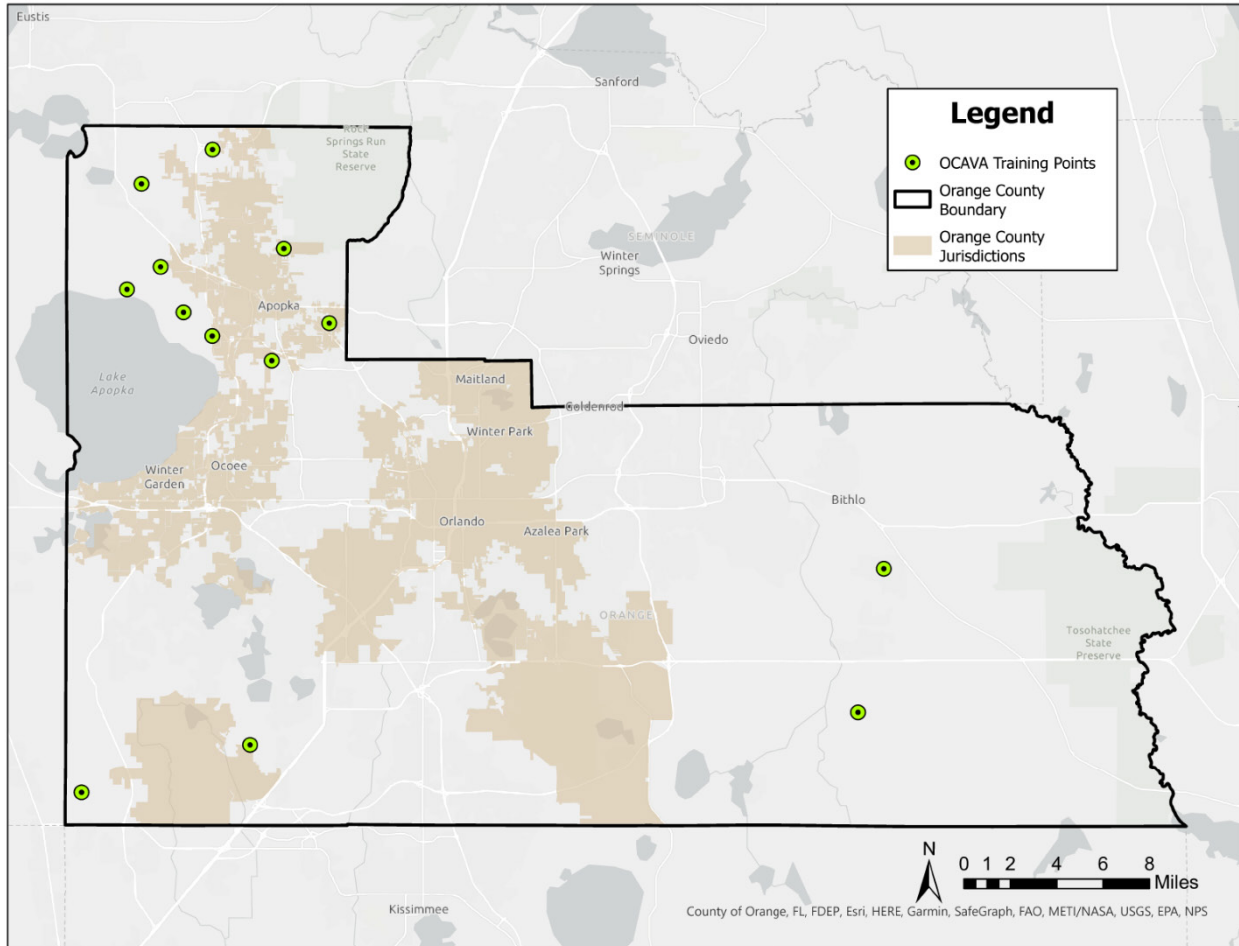 Eustis
Sanford
Legend
OCAVA Training Points
Orange County
Boundary
Orange County
Jurisdictions
Rock
Springs Run
State
Reserve
SEMINOLE
Winter
Springs
Apopka
Oviedo
Lake
Apopka
Maitland
Goldenrod
Winter Park
Winter
Garden
Ocoee
Bithlo
Orlando
Azalea Park
ORANGE
Tosohatchee
State
Preserve
N
0 1 2 4 6 8
Miles
Kissimmee
County of Orange, FL, FDEP, Esri, HERE, Garmin, SafeGraph, FAO, METI/NASA, USGS, EPA, NPS